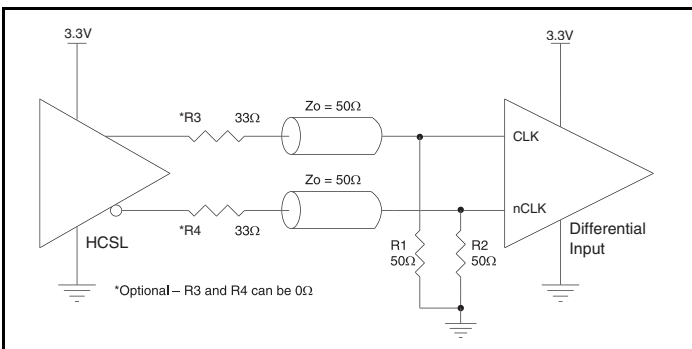 3.3V
3.3V
*R3 33Ω
Zo = 50Ω
CLK
Zo = 50Ω
nCLK
*R4 33Ω
HCSL
R1
50Ω
R2
50Ω
Differential
Input
*Optional – R3 and R4 can be 0Ω